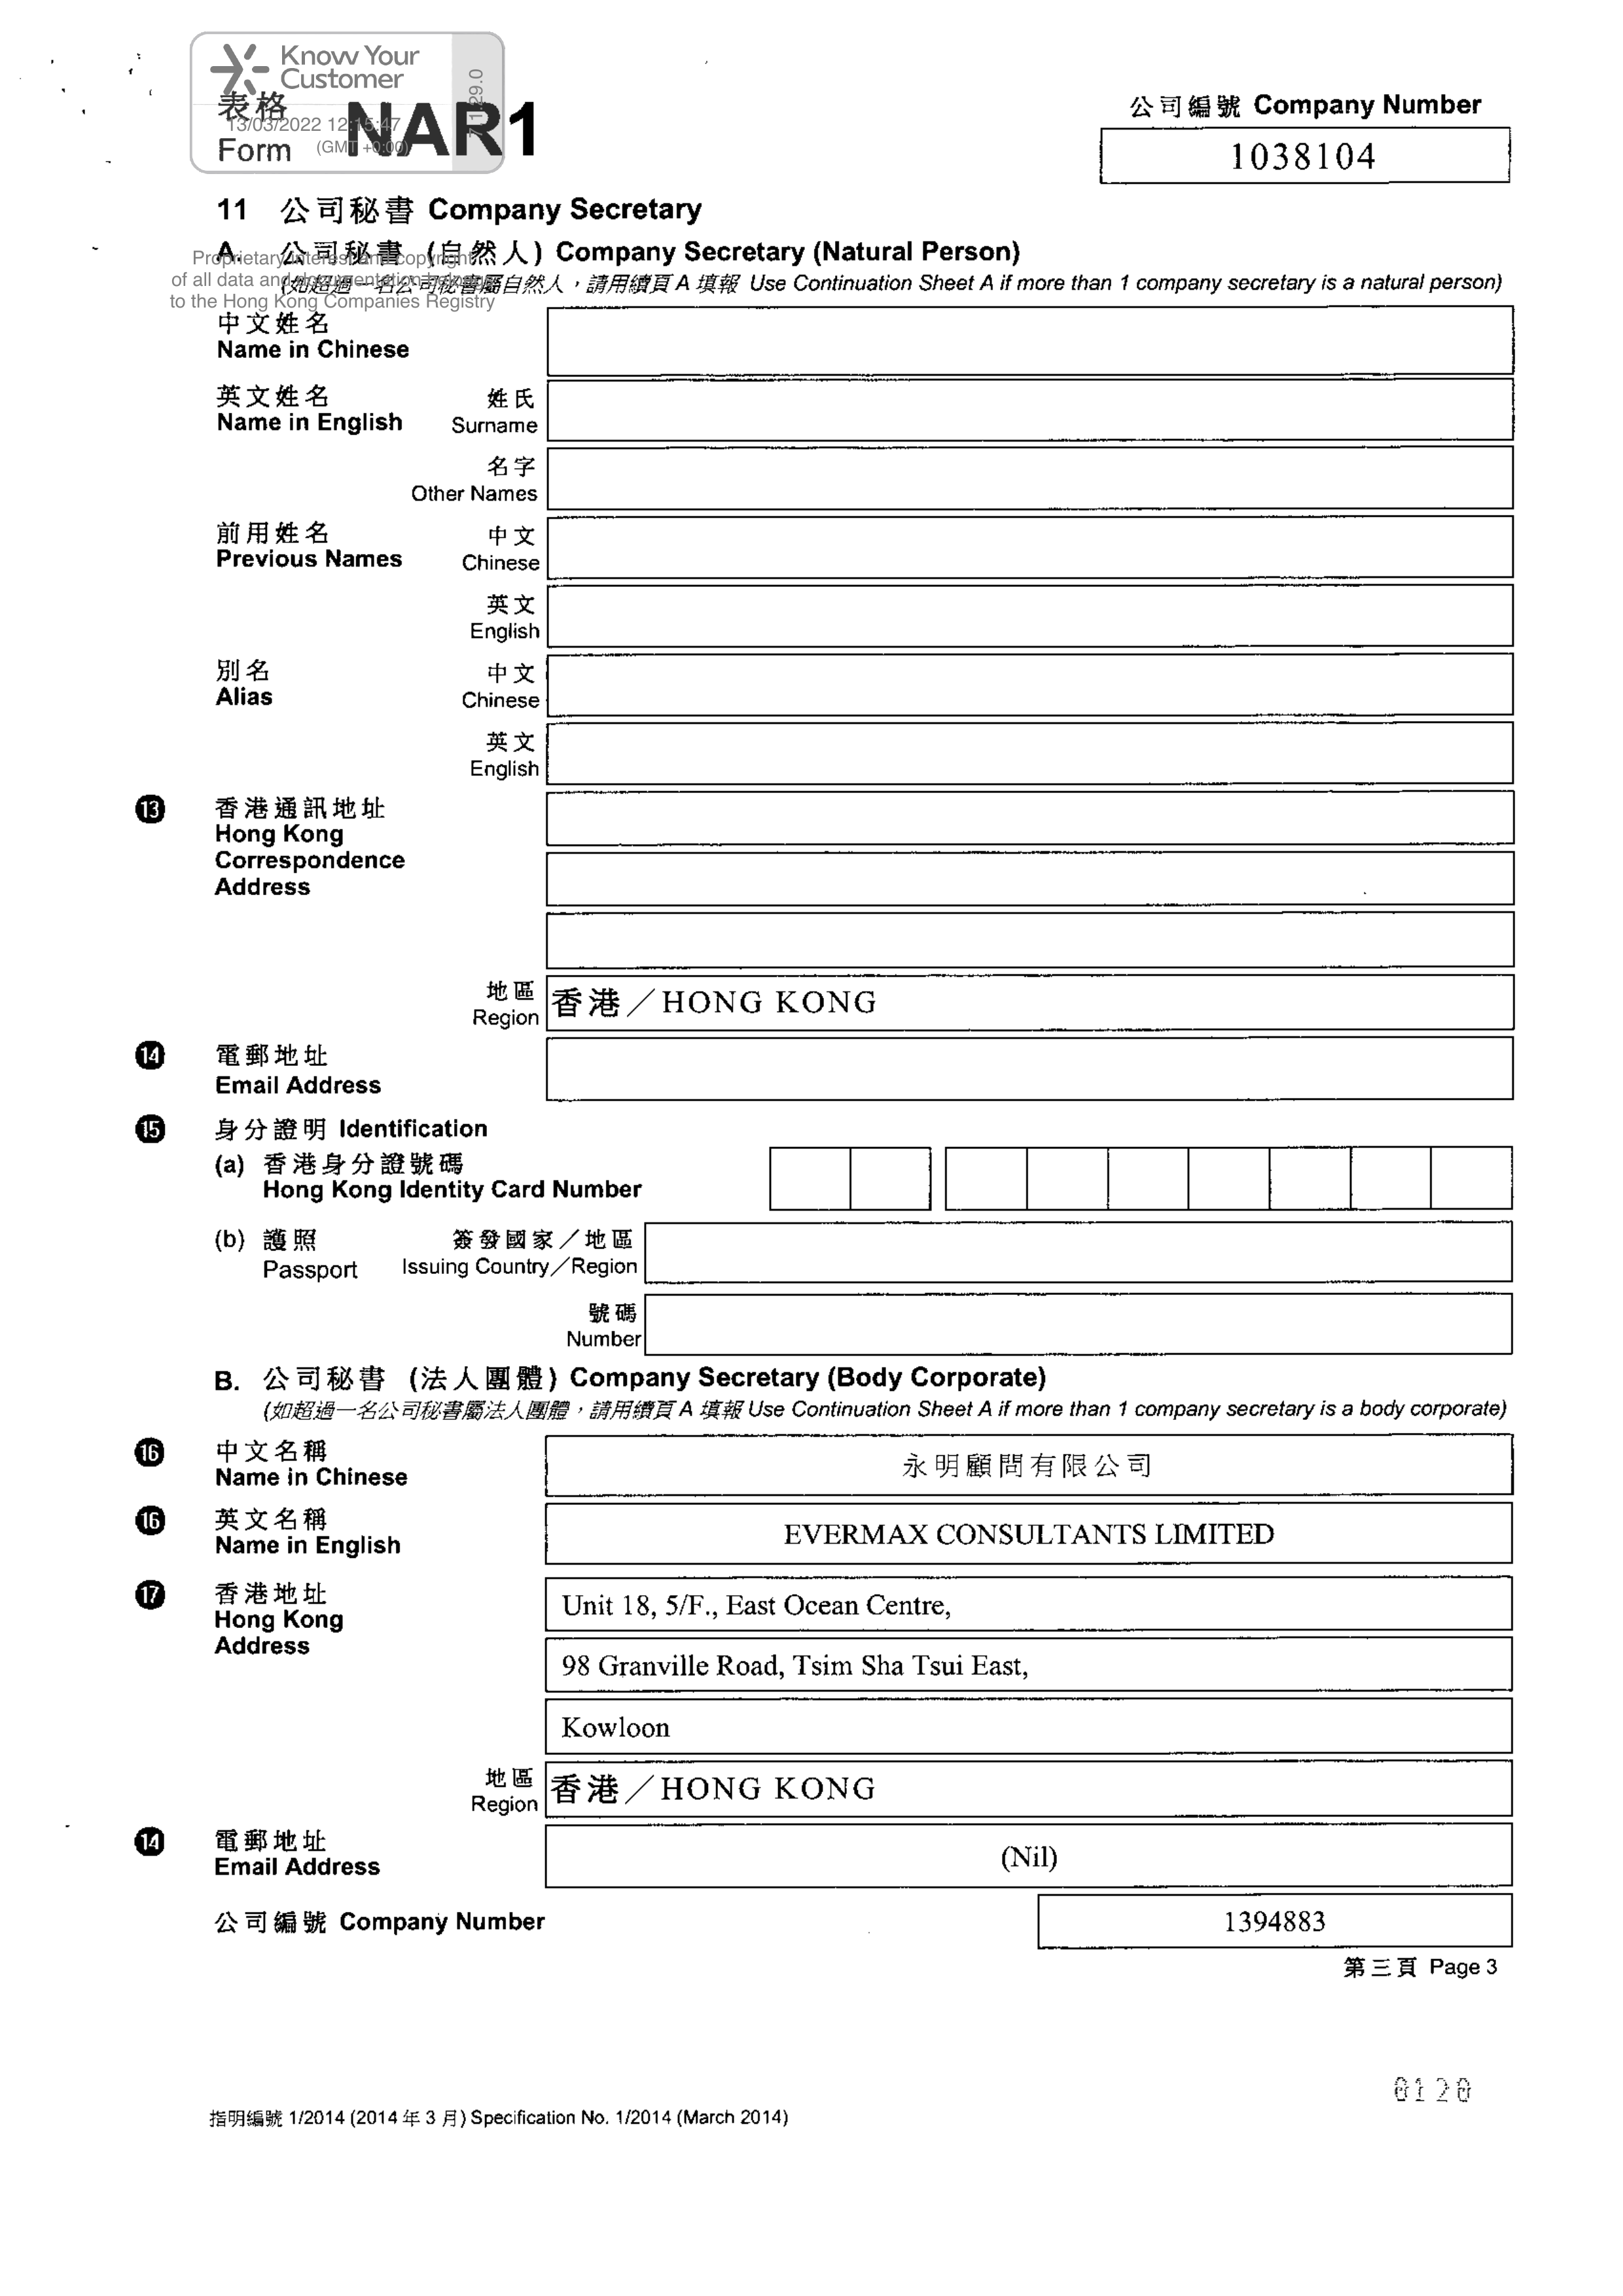 Know Your
Customer
13/03/2022 12:15:47
(GMT +0:00)
71129.0
表格
Form NAR1
公司編號 Company Number
1038104
11 公司秘書 Company Secretary
A. 公司秘書 (自然人) Company Secretary (Natural Person)
(如超過一名公司秘書屬自然人，請用續頁 A 填報 Use Continuation Sheet A if more than 1 company secretary is a natural person)
Proprietary interest and copyright
of all data and documentation belongs
to the Hong Kong Companies Registry
中文姓名
Name in Chinese
英文姓名 姓氏
Name in English Surname
名字
Other Names
前用姓名 中文
Previous Names Chinese
英文
English
別名 中文
Alias Chinese
英文
English
13 香港通訊地址
Hong Kong
Correspondence
Address
地區
Region
香港／HONG KONG
14 電郵地址
Email Address
15 身分證明 Identification
(a) 香港身分證號碼
Hong Kong Identity Card Number
(b) 護照 簽發國家／地區
Passport Issuing Country／Region
號碼
Number
B. 公司秘書 (法人團體) Company Secretary (Body Corporate)
(如超過一名公司秘書屬法人團體，請用續頁 A 填報 Use Continuation Sheet A if more than 1 company secretary is a body corporate)
16 中文名稱
Name in Chinese
永明顧問有限公司
16 英文名稱
Name in English
EVERMAX CONSULTANTS LIMITED
17 香港地址
Hong Kong
Address
Unit 18, 5/F., East Ocean Centre,
98 Granville Road, Tsim Sha Tsui East,
Kowloon
地區
Region
香港／HONG KONG
14 電郵地址
Email Address
(Nil)
公司編號 Company Number
1394883
第三頁 Page 3
0120
指明編號 1/2014 (2014 年 3 月) Specification No. 1/2014 (March 2014)